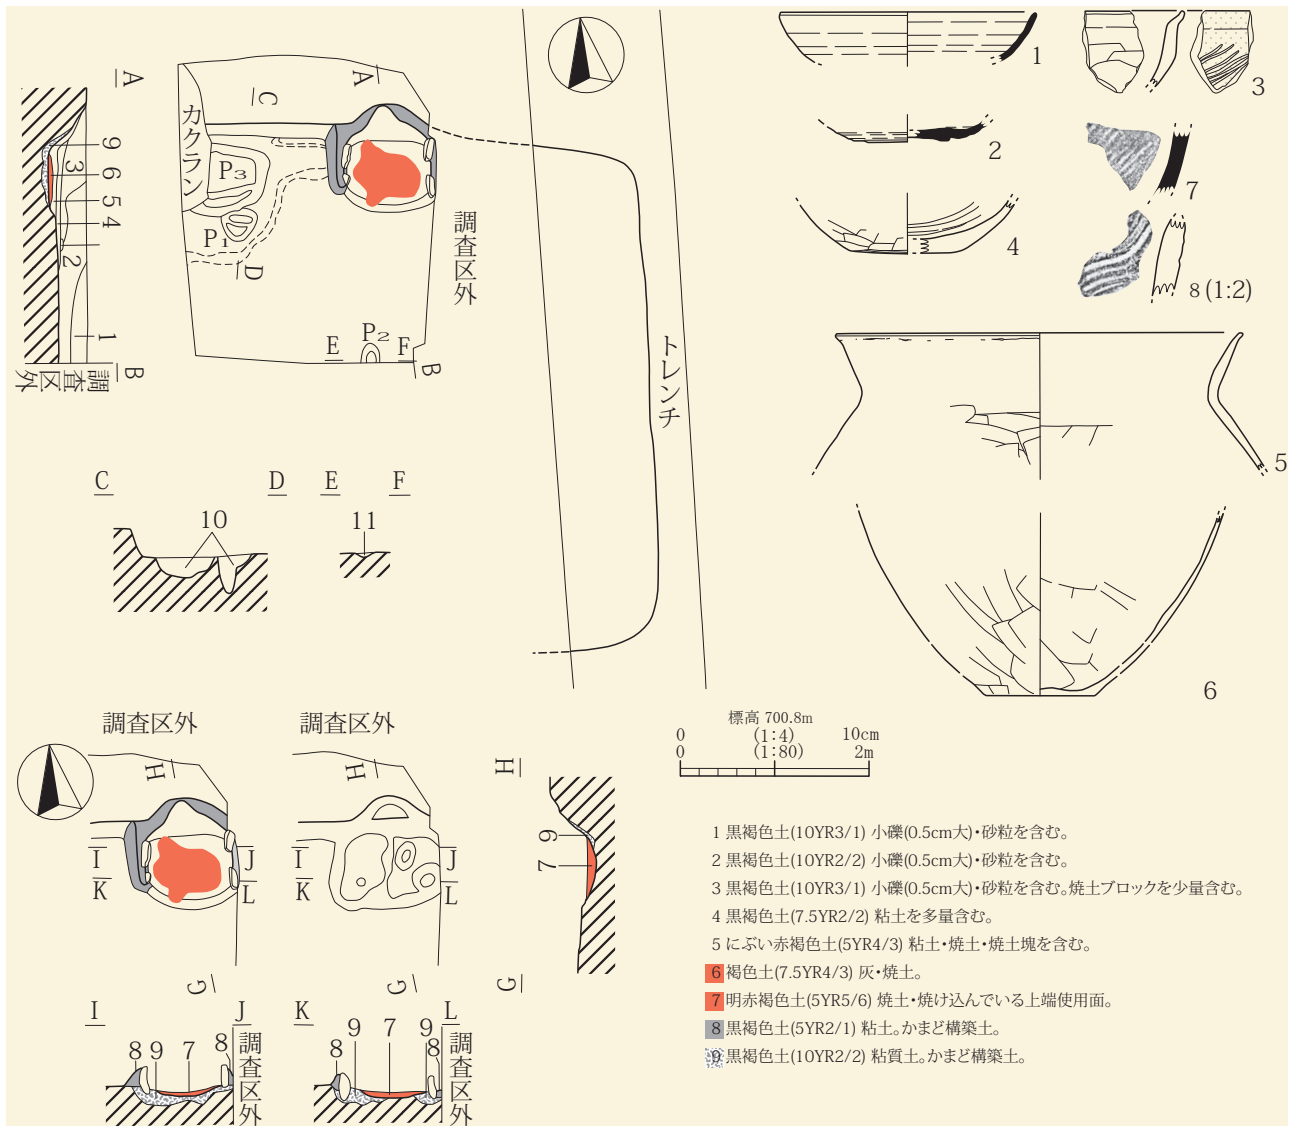 A
カクラン
A
C
P3
P1
D
調査区外
E
P2
F
B
トレンチ
9
3
6
5
4
2
1
B
調査区外
1
2
3
4
7
8 (1:2)
5
6
C
D
E
F
10
11
調査区外
調査区外
H
H
H
I
J
K
L
I
J
K
L
9
7
G
G
G
標高 700.8m
0 (1:4) 10cm
0 (1:80) 2m
I
J
K
L
8 9 7 8
調査区外
8 9 7 9 8
調査区外
1 黒褐色土(10YR3/1) 小礫(0.5cm大)・砂粒を含む。
2 黒褐色土(10YR2/2) 小礫(0.5cm大)・砂粒を含む。
3 黒褐色土(10YR3/1) 小礫(0.5cm大)・砂粒を含む。焼土ブロックを少量含む。
4 黒褐色土(7.5YR2/2) 粘土を多量含む。
5 にぶい赤褐色土(5YR4/3) 粘土・焼土・焼土塊を含む。
6 褐色土(7.5YR4/3) 灰・焼土。
7 明赤褐色土(5YR5/6) 焼土・焼け込んでいる上端使用面。
8 黒褐色土(5YR2/1) 粘土。かまど構築土。
9 黒褐色土(10YR2/2) 粘質土。かまど構築土。